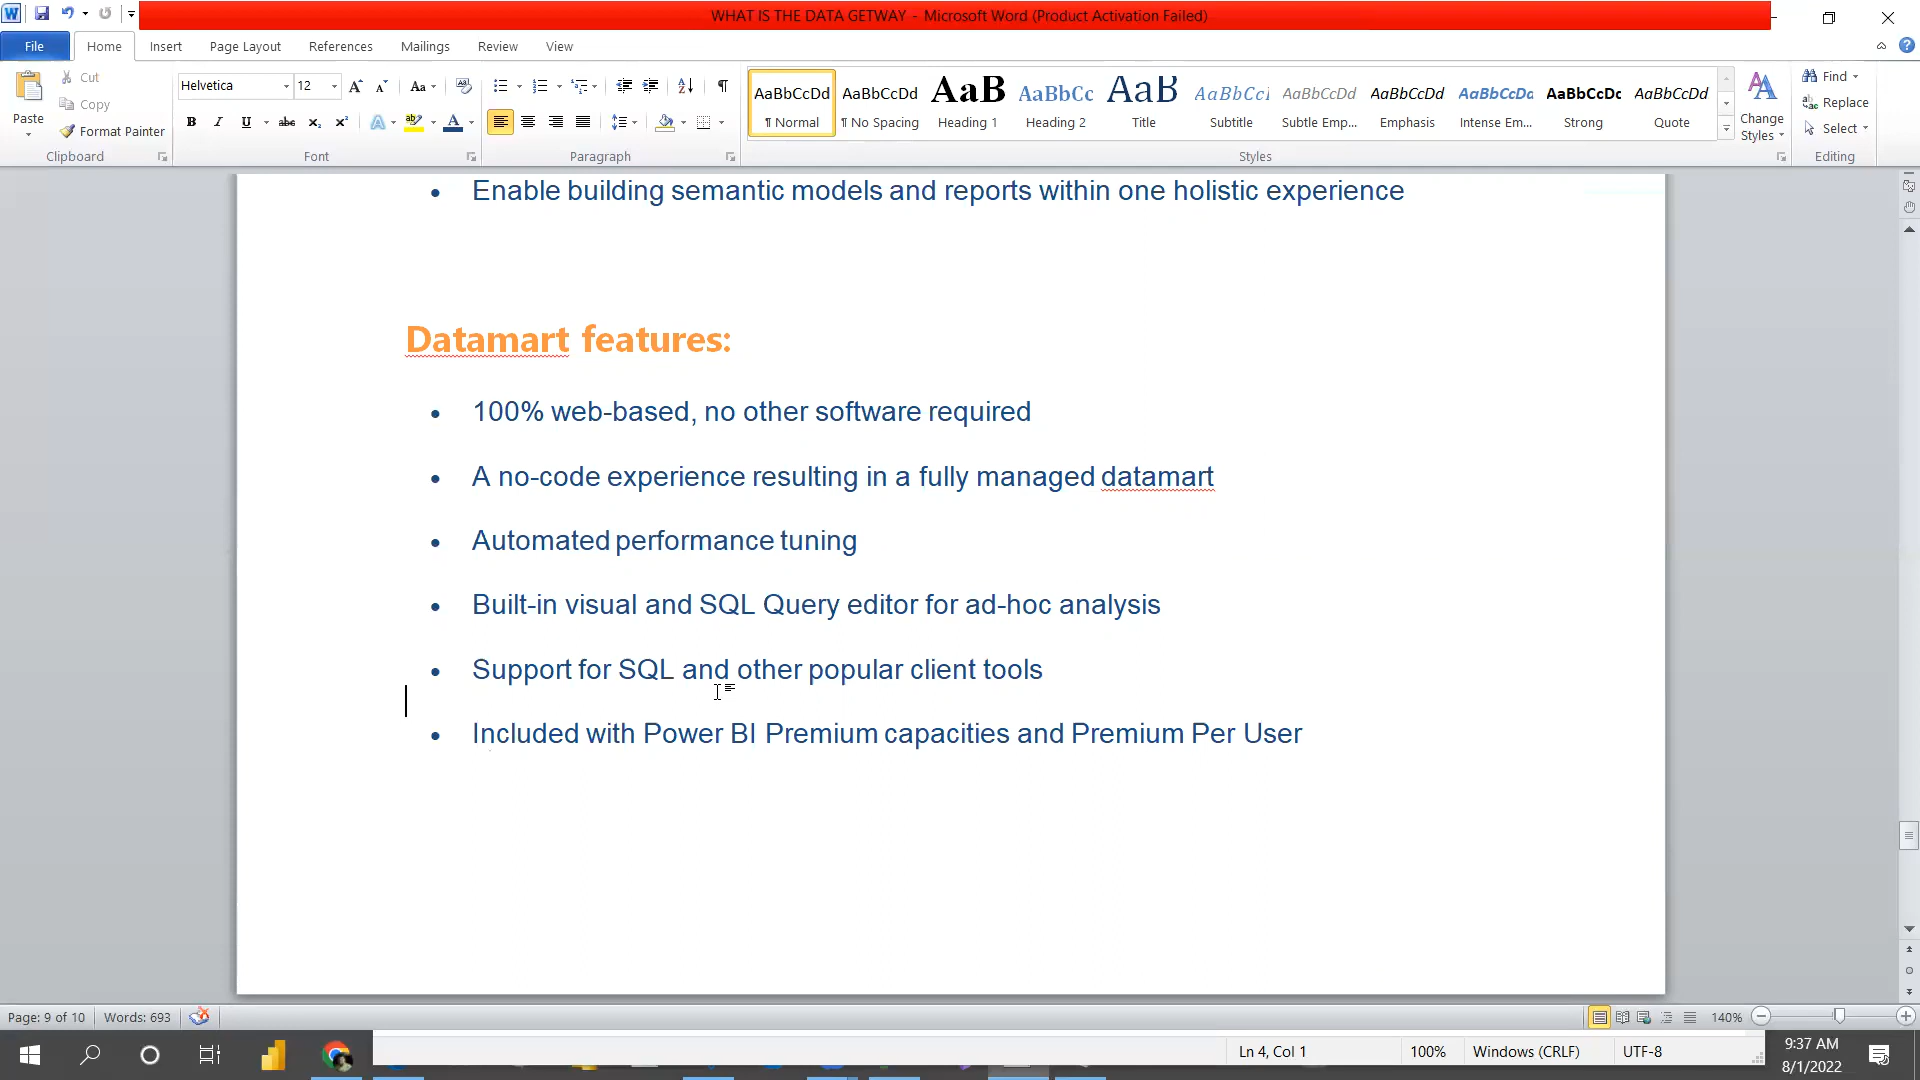 WHAT IS THE DATA GETWAY - Microsoft Word (Product Activation Failed)
File Home Insert Page Layout References Mailings Review View
Paste
Cut
Copy
Format Painter
Clipboard
Helvetica 12
Font
Paragraph
AaBbCcDd AaBbCcDd AaB AaBbCc AaB AaBbCcI AaBbCcDd AaBbCcDd AaBbCcDd AaBbCcDc AaBbCcDd
¶ Normal ¶ No Spacing Heading 1 Heading 2 Title Subtitle Subtle Emp... Emphasis Intense Em... Strong Quote
Styles
Change
Styles
Find
Replace
Select
Editing
• Enable building semantic models and reports within one holistic experience
Datamart features:
• 100% web-based, no other software required
• A no-code experience resulting in a fully managed datamart
• Automated performance tuning
• Built-in visual and SQL Query editor for ad-hoc analysis
• Support for SQL and other popular client tools
• Included with Power BI Premium capacities and Premium Per User
Page: 9 of 10 Words: 693 140%
Ln 4, Col 1 100% Windows (CRLF) UTF-8
9:37 AM
8/1/2022